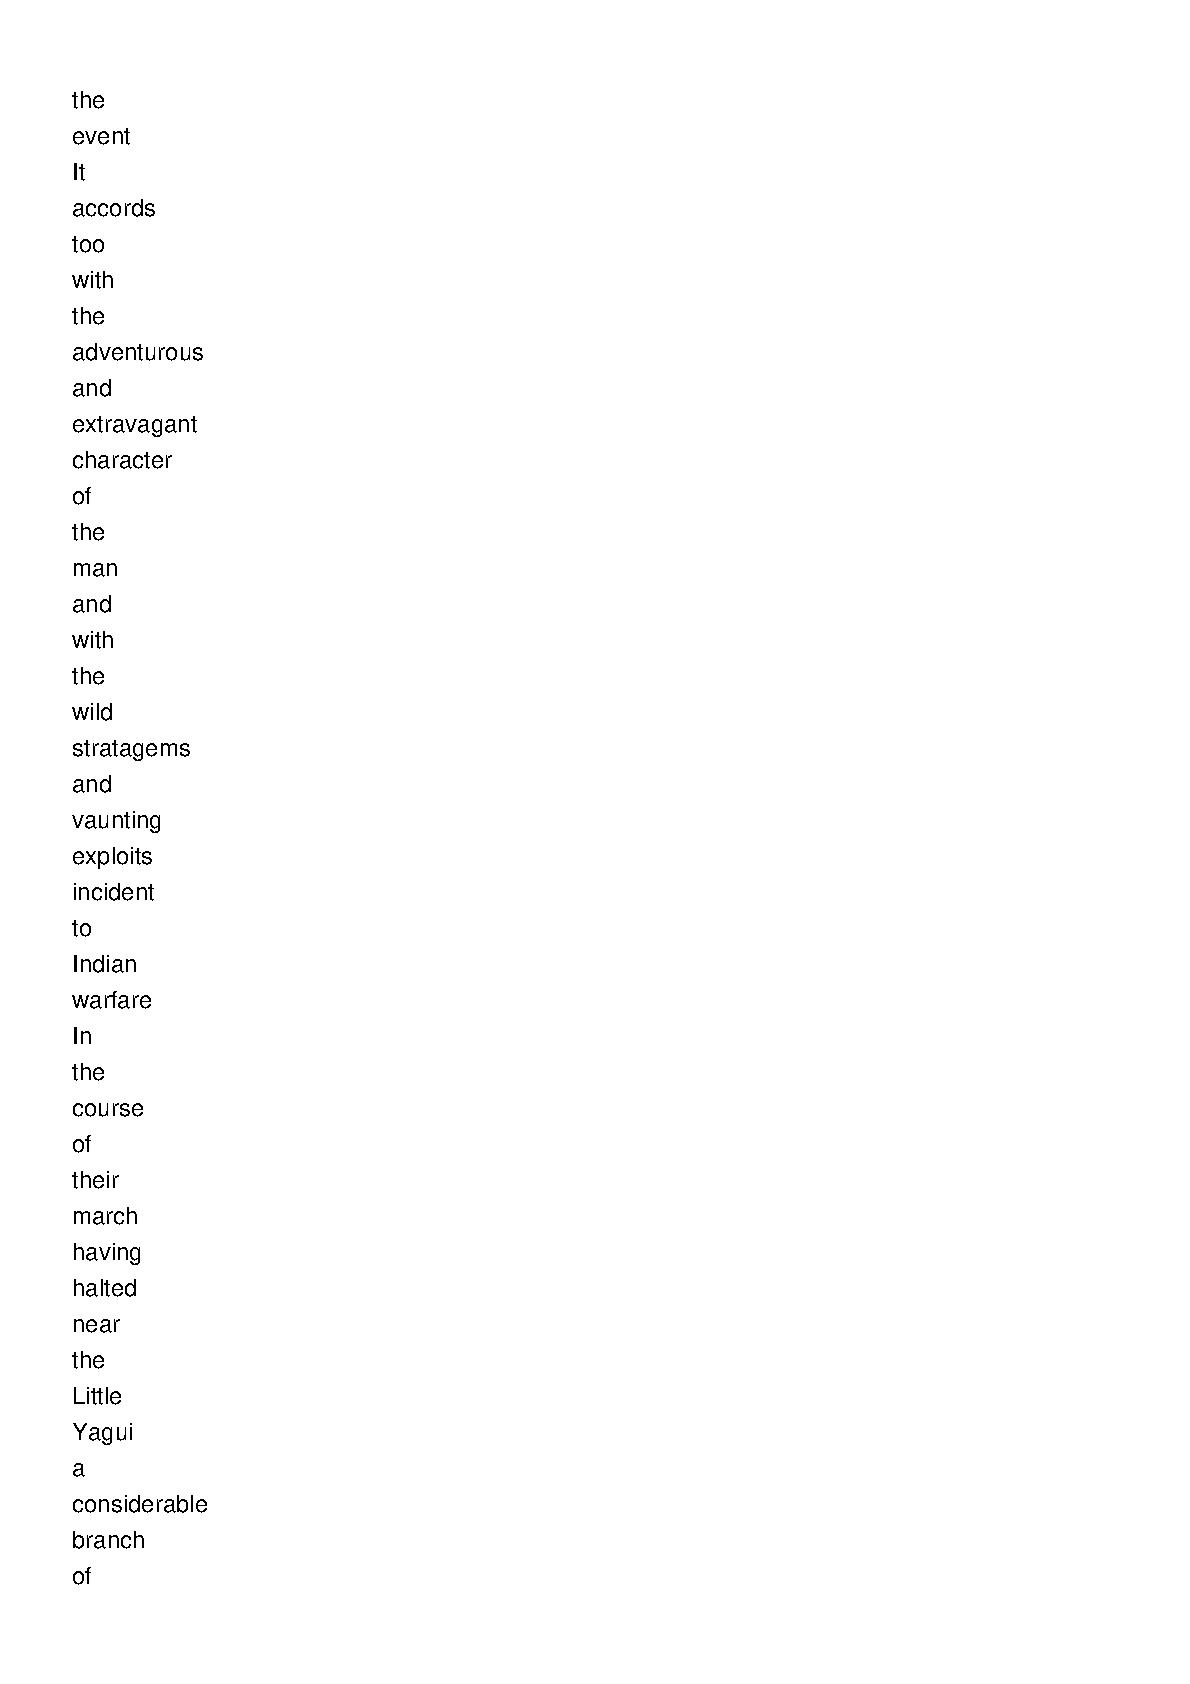 the
event
It
accords
too
with
the
adventurous
and
extravagant
character
of
the
man
and
with
the
wild
stratagems
and
vaunting
exploits
incident
to
Indian
warfare
In
the
course
of
their
march
having
halted
near
the
Little
Yagui
a
considerable
branch
of